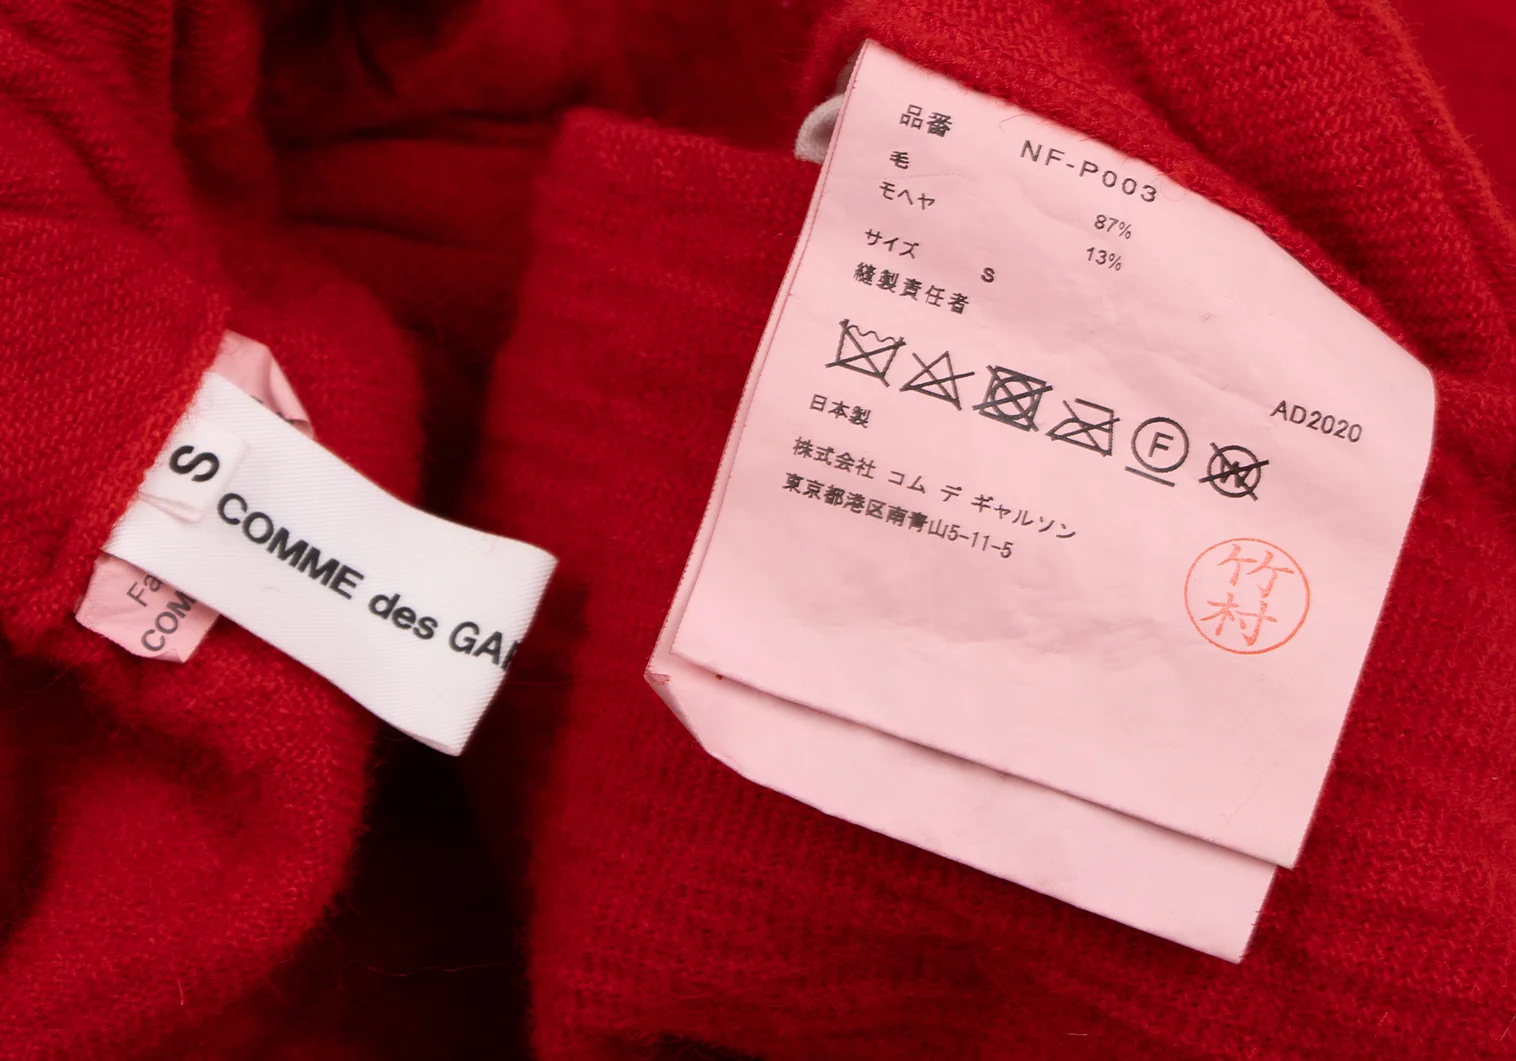 S
COMME des GA
Fa
COM
品番 NF-P003
毛 87%
モヘヤ 13%
サイズ S
縫製責任者
F
W
AD2020
日本製
株式会社 コム デ ギャルソン
東京都港区南青山5-11-5
竹村